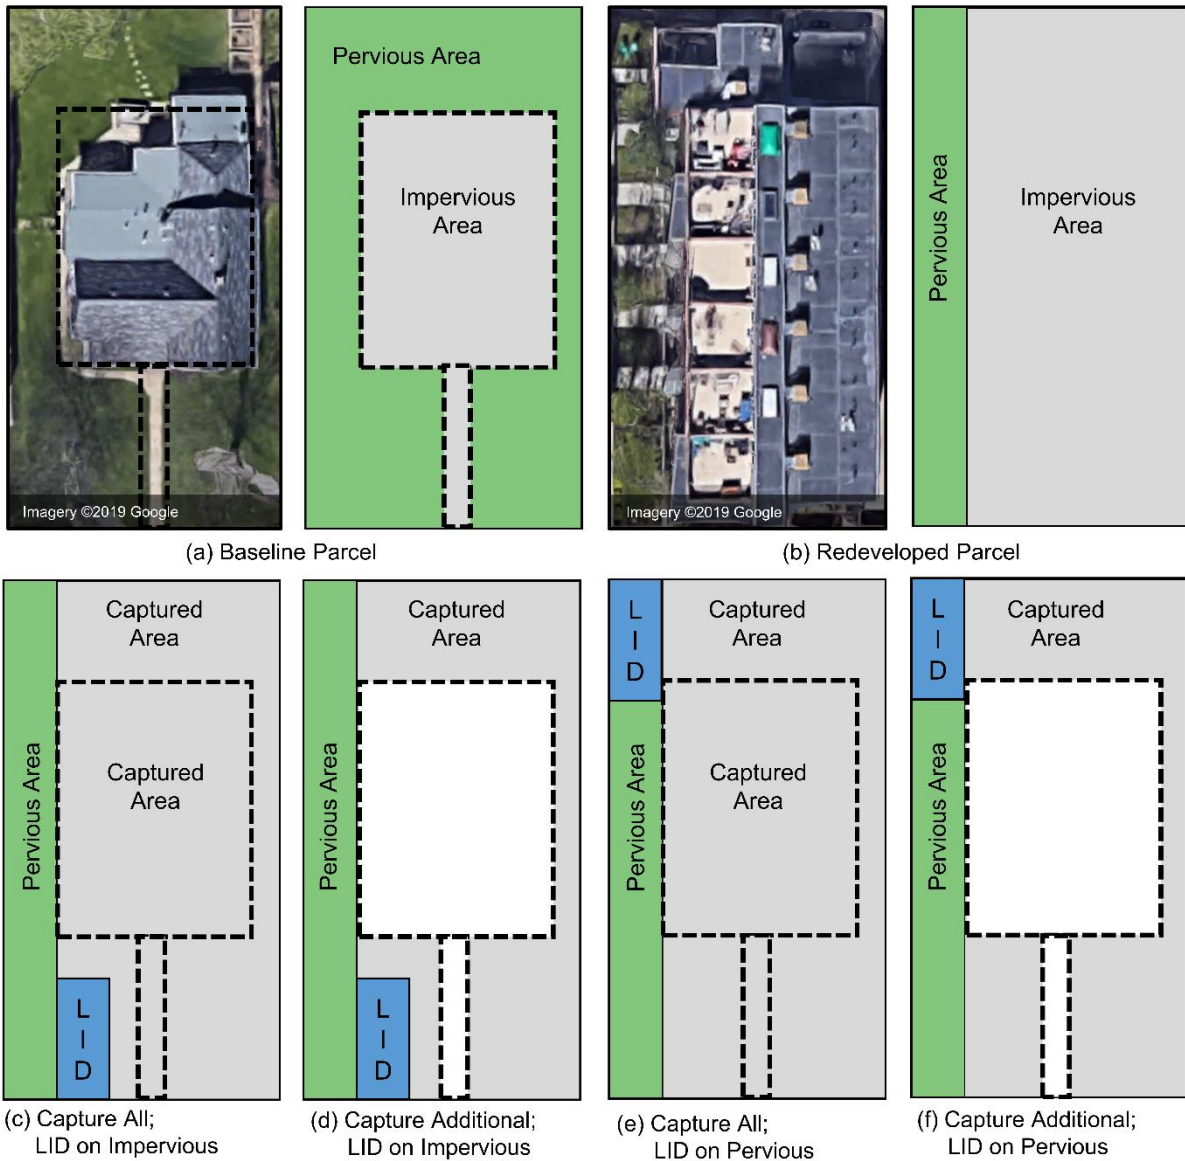 Pervious Area
Impervious
Area
Imagery ©2019 Google
Imagery ©2019 Google
Pervious Area
Impervious
Area
(a) Baseline Parcel
(b) Redeveloped Parcel
Captured
Area
Captured
Area
Pervious Area
L
I
D
Captured
Area
Pervious Area
L
I
D
L
I
D
Captured
Area
Captured
Area
Pervious Area
L
I
D
Captured
Area
Pervious Area
(c) Capture All;
LID on Impervious
(d) Capture Additional;
LID on Impervious
(e) Capture All;
LID on Pervious
(f) Capture Additional;
LID on Pervious